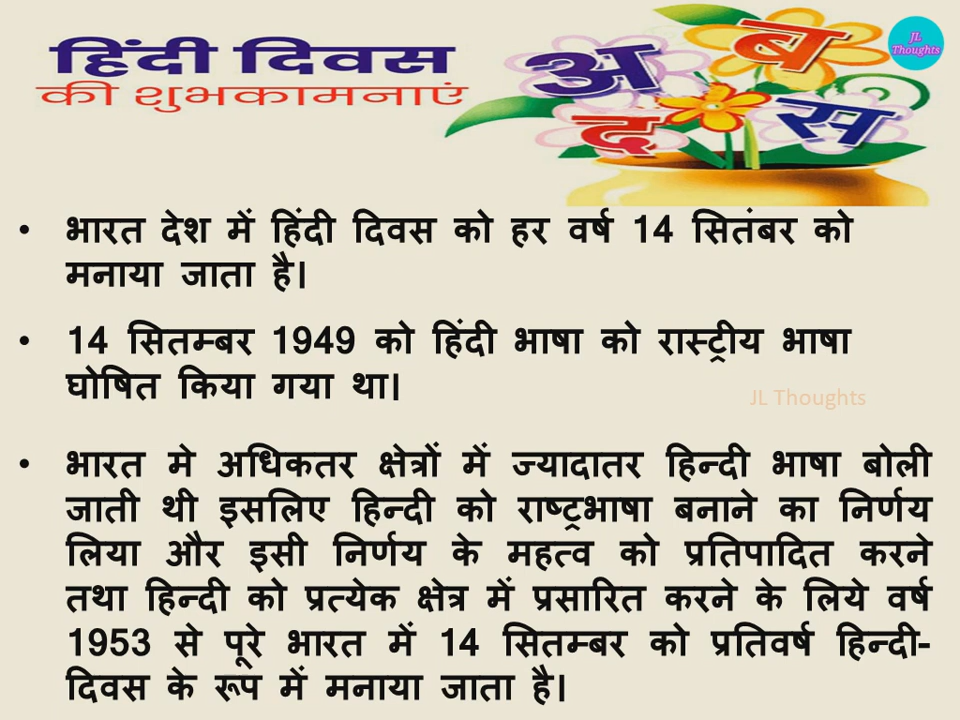 हिंदी दिवस
की शुभकामनाएं
अ
ब
द
स
JL
Thoughts
• भारत देश में हिंदी दिवस को हर वर्ष 14 सितंबर को
मनाया जाता है।
• 14 सितम्बर 1949 को हिंदी भाषा को रास्ट्रीय भाषा
घोषित किया गया था।
JL Thoughts
• भारत मे अधिकतर क्षेत्रों में ज्यादातर हिन्दी भाषा बोली
जाती थी इसलिए हिन्दी को राष्ट्रभाषा बनाने का निर्णय
लिया और इसी निर्णय के महत्व को प्रतिपादित करने
तथा हिन्दी को प्रत्येक क्षेत्र में प्रसारित करने के लिये वर्ष
1953 से पूरे भारत में 14 सितम्बर को प्रतिवर्ष हिन्दी-
दिवस के रूप में मनाया जाता है।